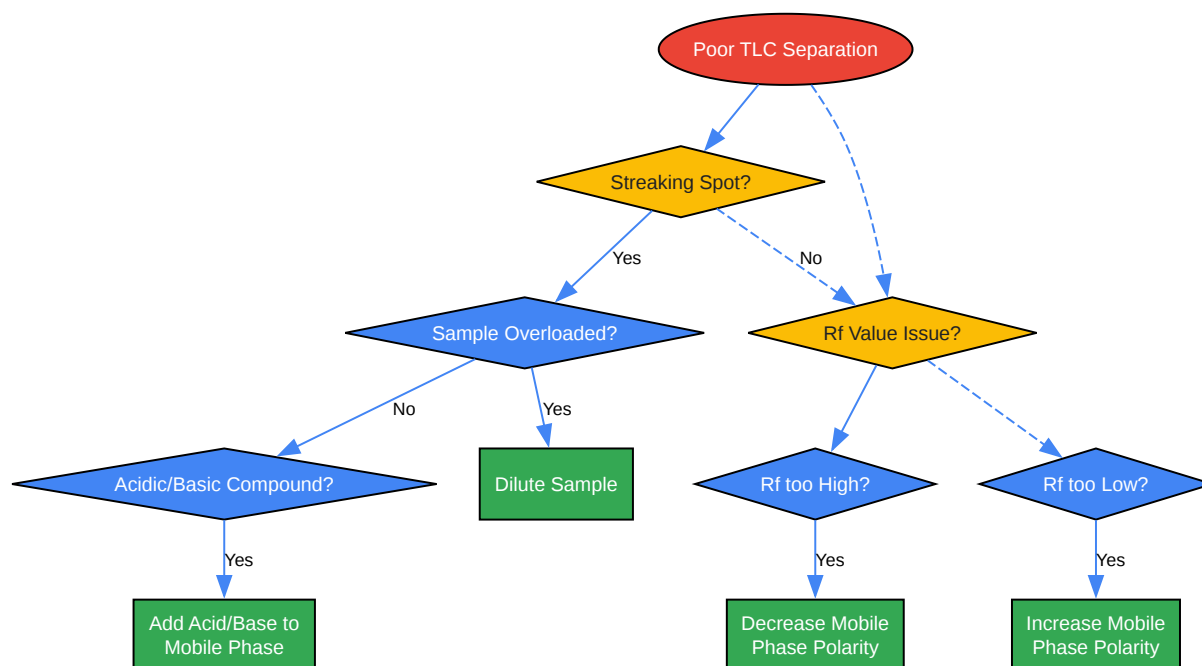 Poor TLC Separation
Streaking Spot?
Yes
No
Sample Overloaded?
Rf Value Issue?
No
Yes
Acidic/Basic Compound?
Dilute Sample
Rf too High?
Rf too Low?
Yes
Yes
Yes
Add Acid/Base to
Mobile Phase
Decrease Mobile
Phase Polarity
Increase Mobile
Phase Polarity